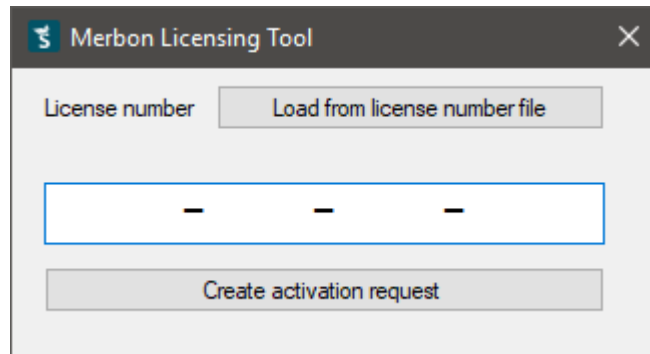 Merbon Licensing Tool
License number Load from license number file
– – –
Create activation request